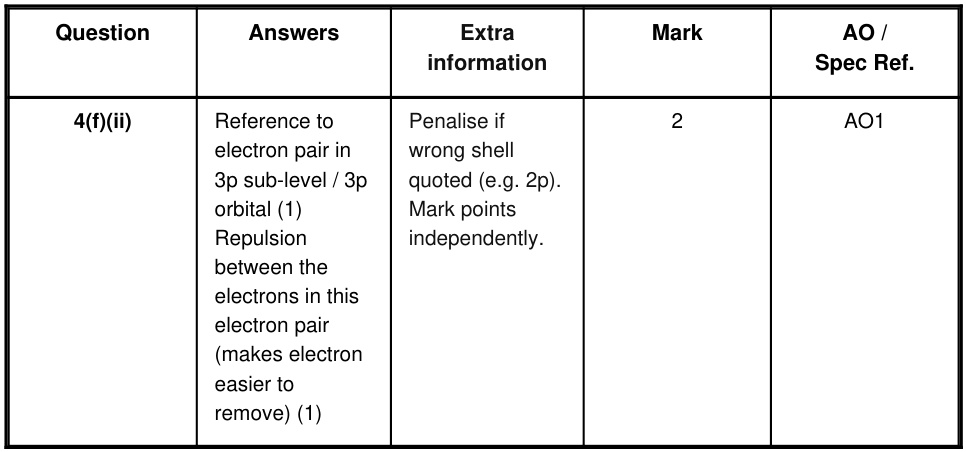 Question
Answers
Extra
information
Mark
AO /
Spec Ref.
4(f)(ii)
Reference to
electron pair in
3p sub-level / 3p
orbital (1)
Repulsion
between the
electrons in this
electron pair
(makes electron
easier to
remove) (1)
Penalise if
wrong shell
quoted (e.g. 2p).
Mark points
independently.
2
AO1